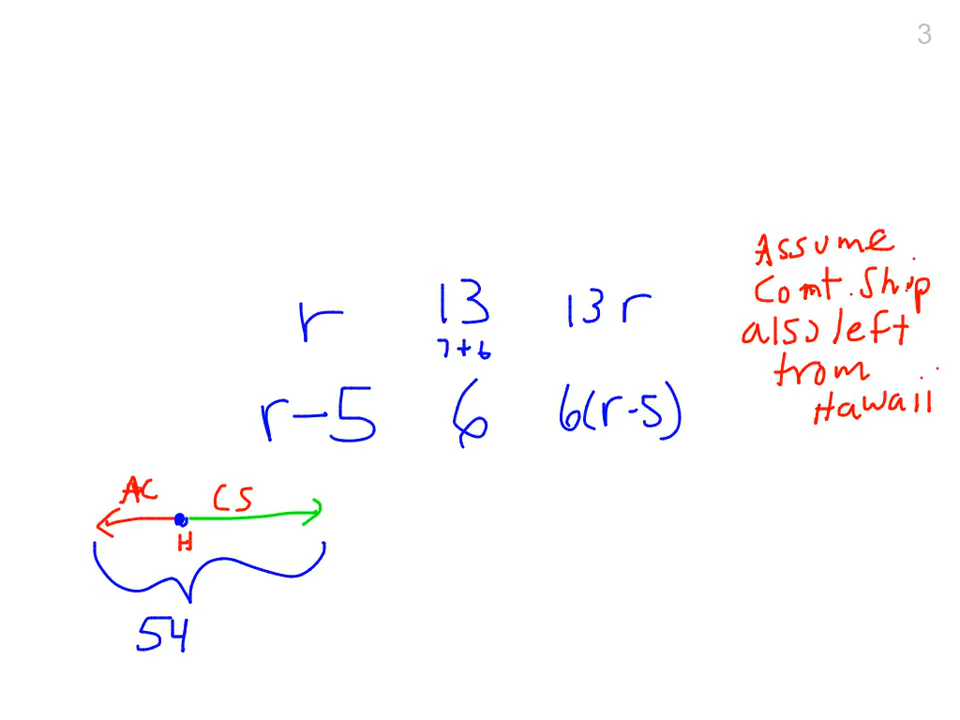 3
r 13 13r
7+6
r-5 6 6(r-5)
Assume
Cont. Ship
also left
from
Hawaii
AC CS
H
54